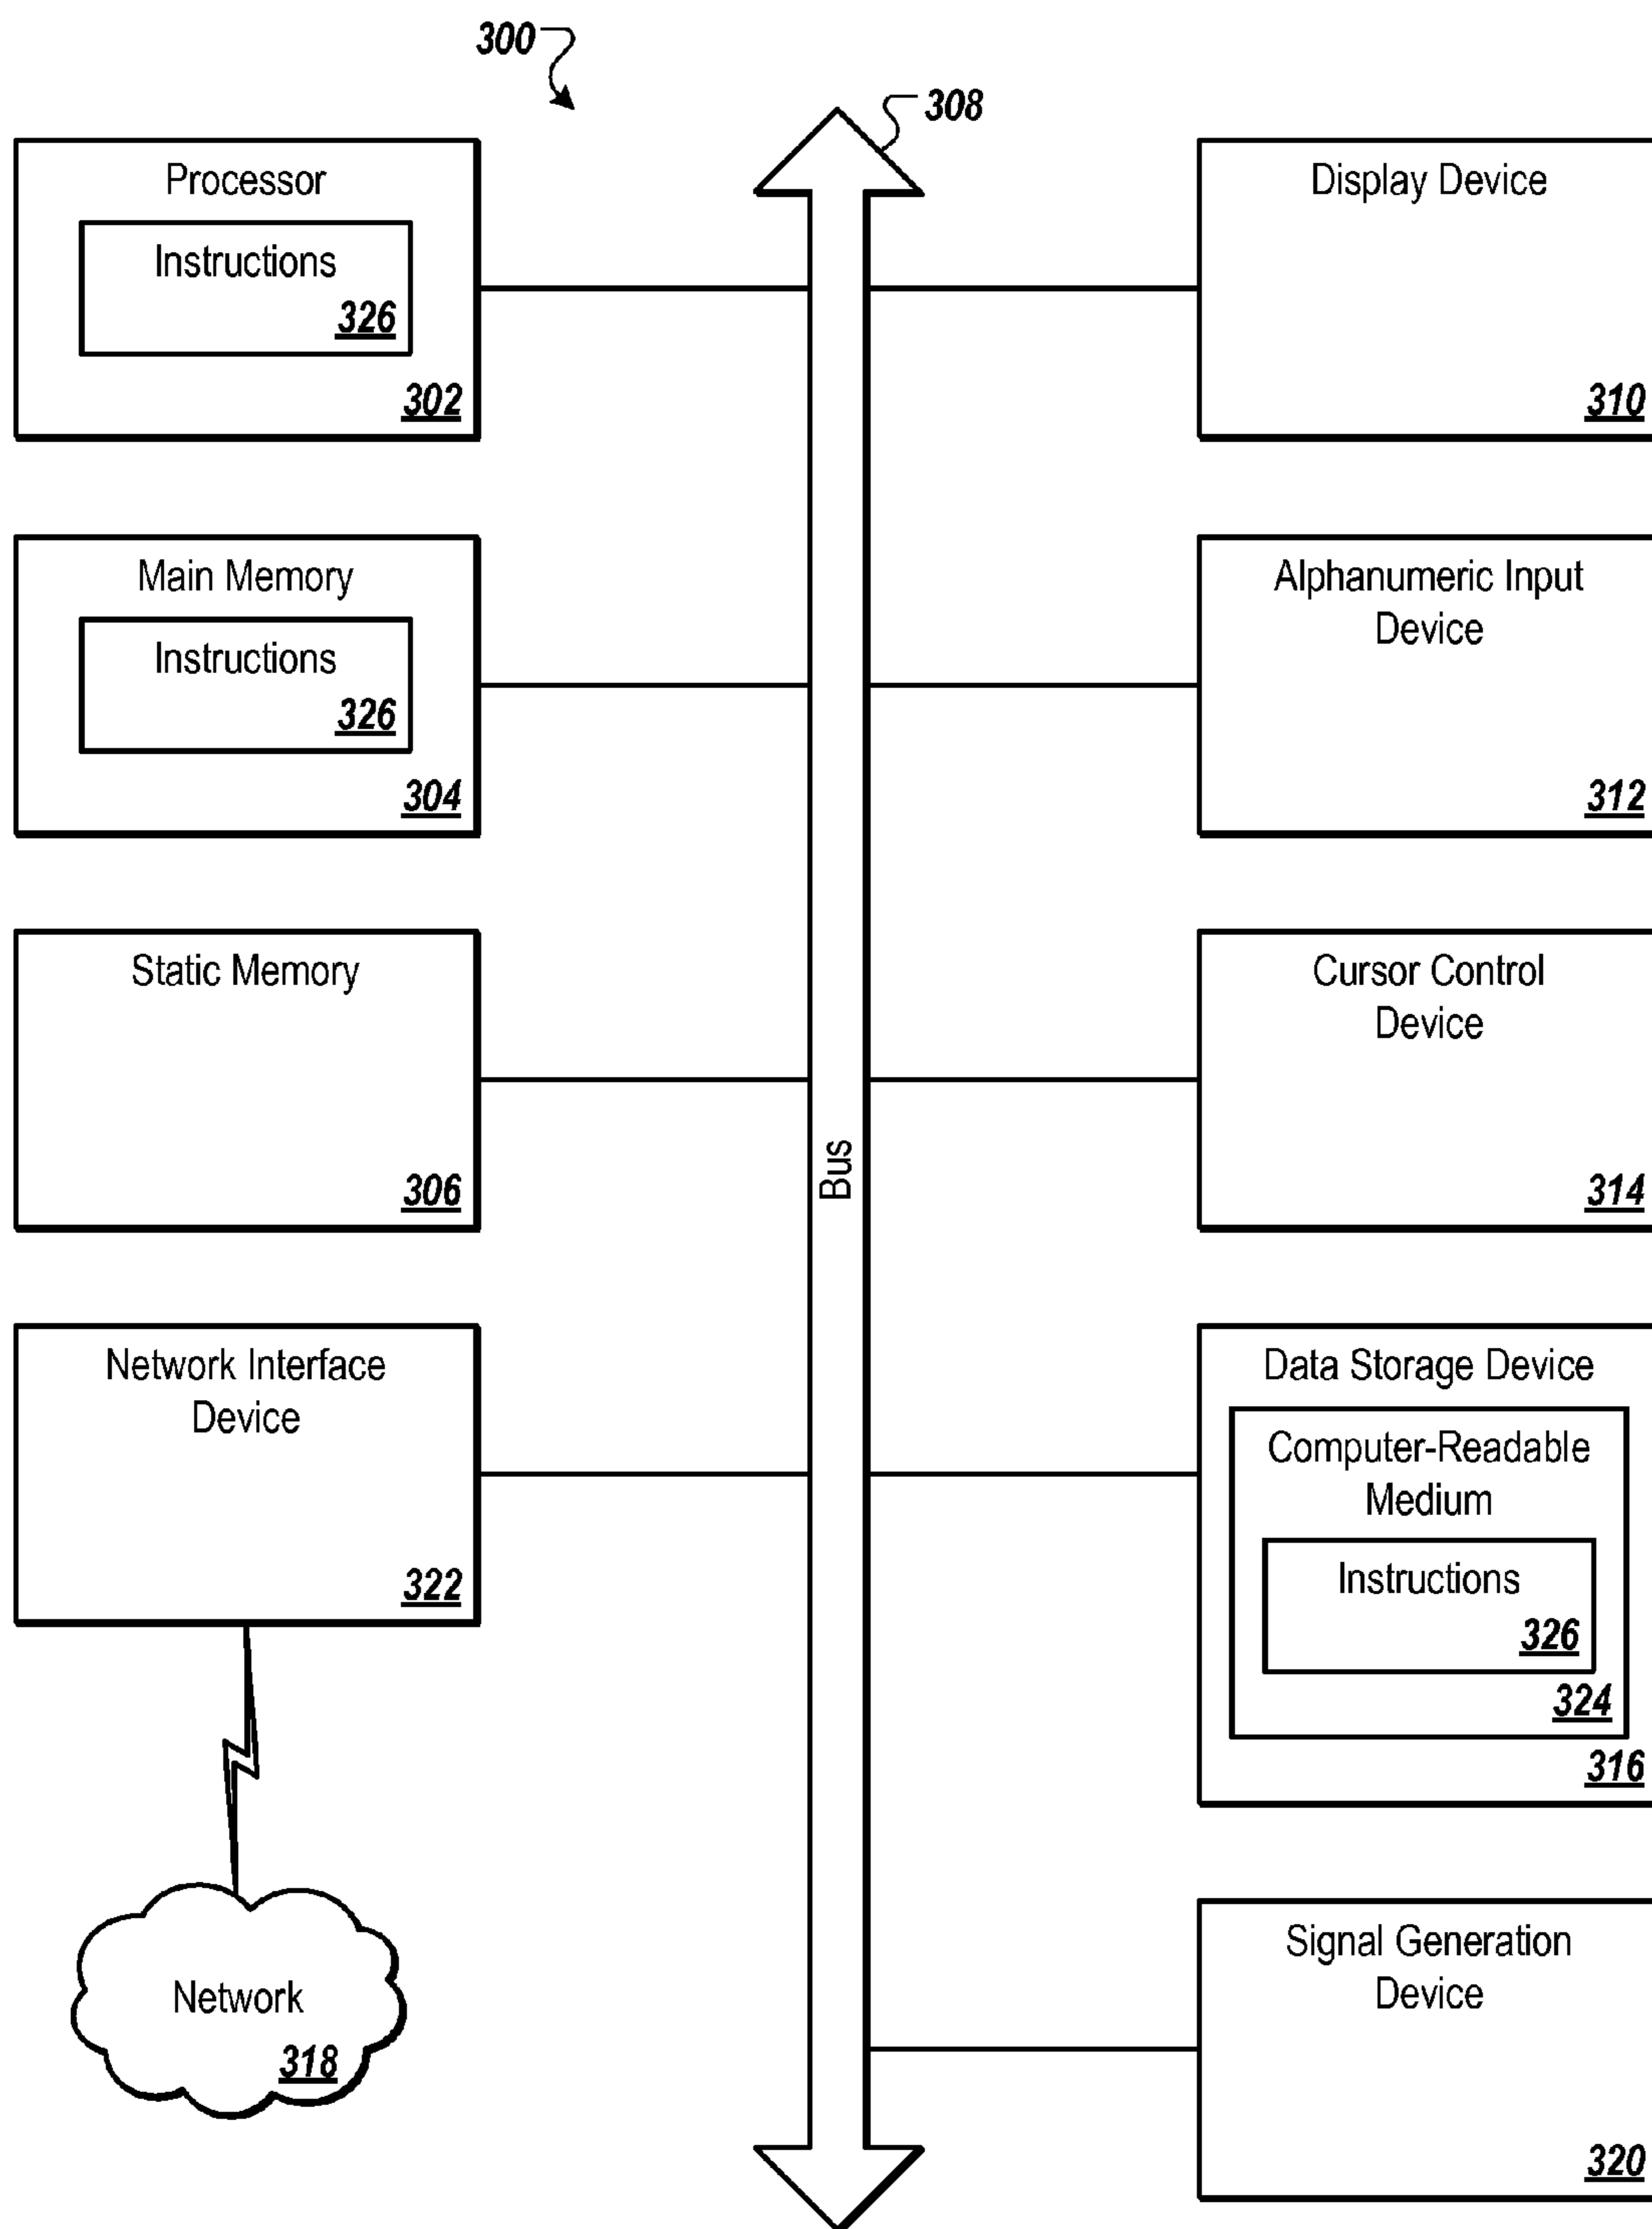 300
308
Processor
Instructions
326
302
Display Device
310
Main Memory
Instructions
326
304
Alphanumeric Input
Device
312
Static Memory
306
Cursor Control
Device
314
Bus
Network Interface
Device
322
Data Storage Device
Computer-Readable
Medium
Instructions
326
324
316
Network
318
Signal Generation
Device
320